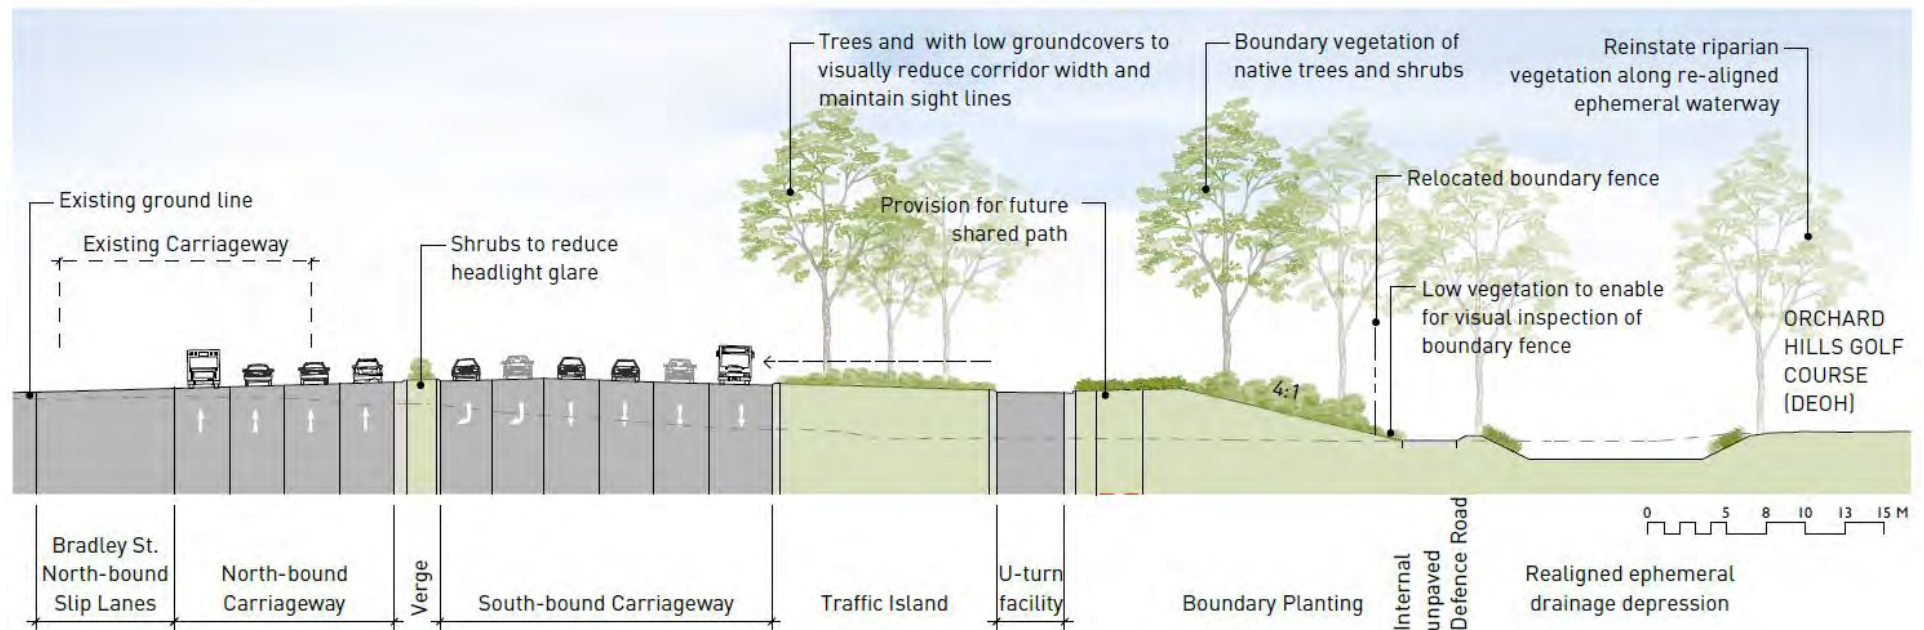 Trees and  with low groundcovers to
visually reduce corridor width and
maintain sight lines
Boundary vegetation of
native trees and shrubs
Reinstate riparian
vegetation along re-aligned
ephemeral waterway
Existing ground line
Existing Carriageway
Shrubs to reduce
headlight glare
Provision for future
shared path
Relocated boundary fence
Low vegetation to enable
for visual inspection of
boundary fence
ORCHARD
HILLS GOLF
COURSE
(DEOH)
4:1
0 5 8 10 13 15 M
Bradley St.
North-bound
Slip Lanes
North-bound
Carriageway
Verge
South-bound Carriageway
Traffic Island
U-turn
facility
Boundary Planting
Internal
unpaved
Defence Road
Realigned ephemeral
drainage depression